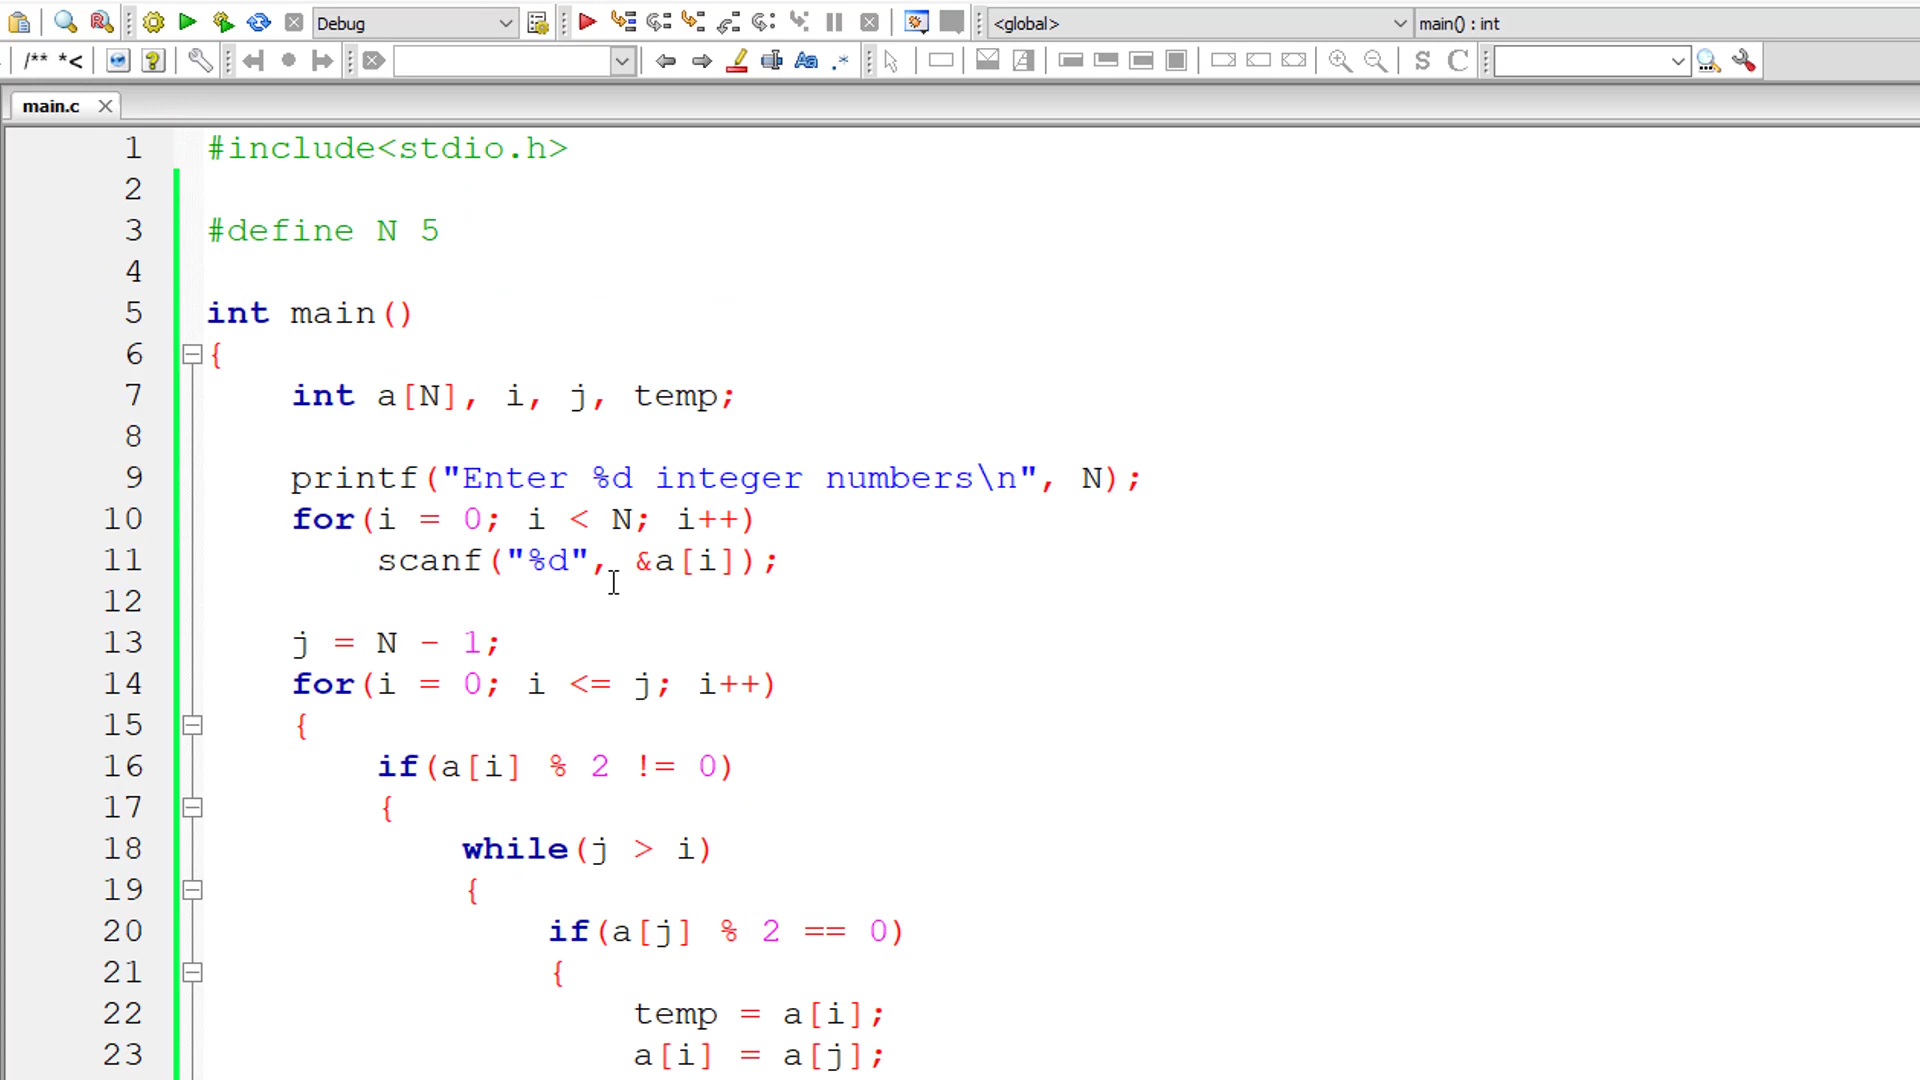 Debug <global> main() : int
/** *<
main.c
1 #include<stdio.h>
2
3 #define N 5
4
5 int main()
6 {
7 int a[N], i, j, temp;
8
9 printf("Enter %d integer numbers\n", N);
10 for(i = 0; i < N; i++)
11 scanf("%d", &a[i]);
12
13 j = N - 1;
14 for(i = 0; i <= j; i++)
15 {
16 if(a[i] % 2 != 0)
17 {
18 while(j > i)
19 {
20 if(a[j] % 2 == 0)
21 {
22 temp = a[i];
23 a[i] = a[j];